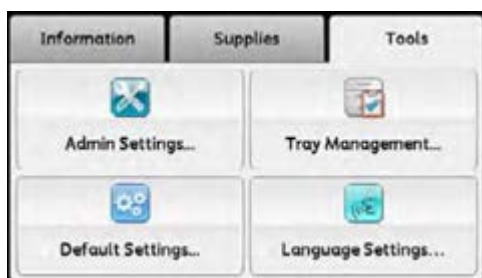 Information Supplies Tools
Admin Settings... Tray Management...
Default Settings... Language Settings...